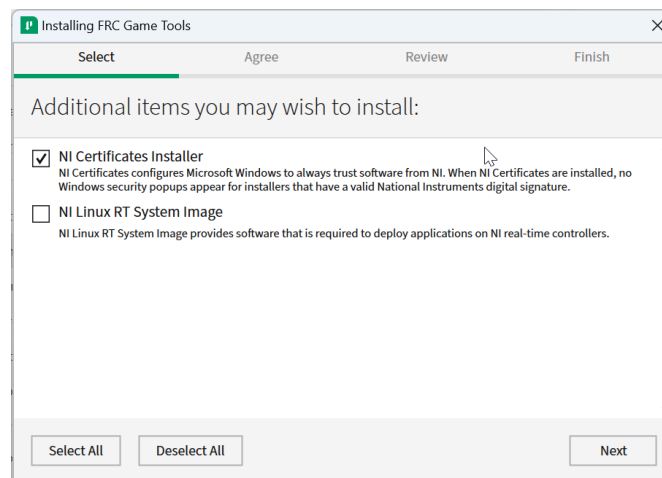 Installing FRC Game Tools
Select
Agree
Review
Finish
Additional items you may wish to install:
NI Certificates Installer
NI Certificates configures Microsoft Windows to always trust software from NI. When NI Certificates are installed, no
Windows security popups appear for installers that have a valid National Instruments digital signature.
NI Linux RT System Image
NI Linux RT System Image provides software that is required to deploy applications on NI real-time controllers.
Select All
Deselect All
Next